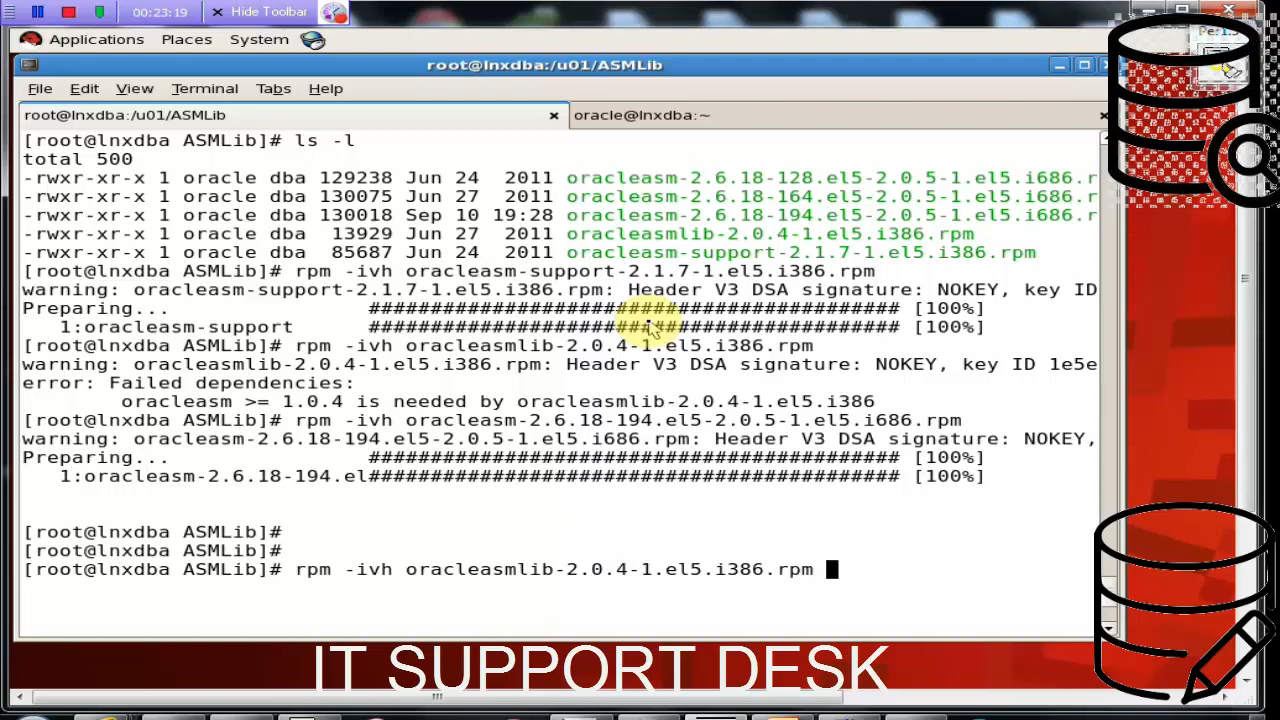 00:23:19 Hide Toolbar
Applications Places System
root@lnxdba:/u01/ASMLib
File Edit View Terminal Tabs Help
root@lnxdba:/u01/ASMLib oracle@lnxdba:~
[root@lnxdba ASMLib]# ls -l
total 500
-rwxr-xr-x 1 oracle dba 129238 Jun 24 2011 oracleasm-2.6.18-128.el5-2.0.5-1.el5.i686.r
-rwxr-xr-x 1 oracle dba 130075 Jun 27 2011 oracleasm-2.6.18-164.el5-2.0.5-1.el5.i686.r
-rwxr-xr-x 1 oracle dba 130018 Sep 10 19:28 oracleasm-2.6.18-194.el5-2.0.5-1.el5.i686.r
-rwxr-xr-x 1 oracle dba 13929 Jun 27 2011 oracleasmlib-2.0.4-1.el5.i386.rpm
-rwxr-xr-x 1 oracle dba 85687 Jun 24 2011 oracleasm-support-2.1.7-1.el5.i386.rpm
[root@lnxdba ASMLib]# rpm -ivh oracleasm-support-2.1.7-1.el5.i386.rpm
warning: oracleasm-support-2.1.7-1.el5.i386.rpm: Header V3 DSA signature: NOKEY, key ID
Preparing... ########################################### [100%]
1:oracleasm-support ########################################### [100%]
[root@lnxdba ASMLib]# rpm -ivh oracleasmlib-2.0.4-1.el5.i386.rpm
warning: oracleasmlib-2.0.4-1.el5.i386.rpm: Header V3 DSA signature: NOKEY, key ID 1e5e
error: Failed dependencies:
oracleasm >= 1.0.4 is needed by oracleasmlib-2.0.4-1.el5.i386
[root@lnxdba ASMLib]# rpm -ivh oracleasm-2.6.18-194.el5-2.0.5-1.el5.i686.rpm
warning: oracleasm-2.6.18-194.el5-2.0.5-1.el5.i686.rpm: Header V3 DSA signature: NOKEY,
Preparing... ########################################### [100%]
1:oracleasm-2.6.18-194.el########################################### [100%]
[root@lnxdba ASMLib]#
[root@lnxdba ASMLib]#
[root@lnxdba ASMLib]# rpm -ivh oracleasmlib-2.0.4-1.el5.i386.rpm
IT SUPPORT DESK